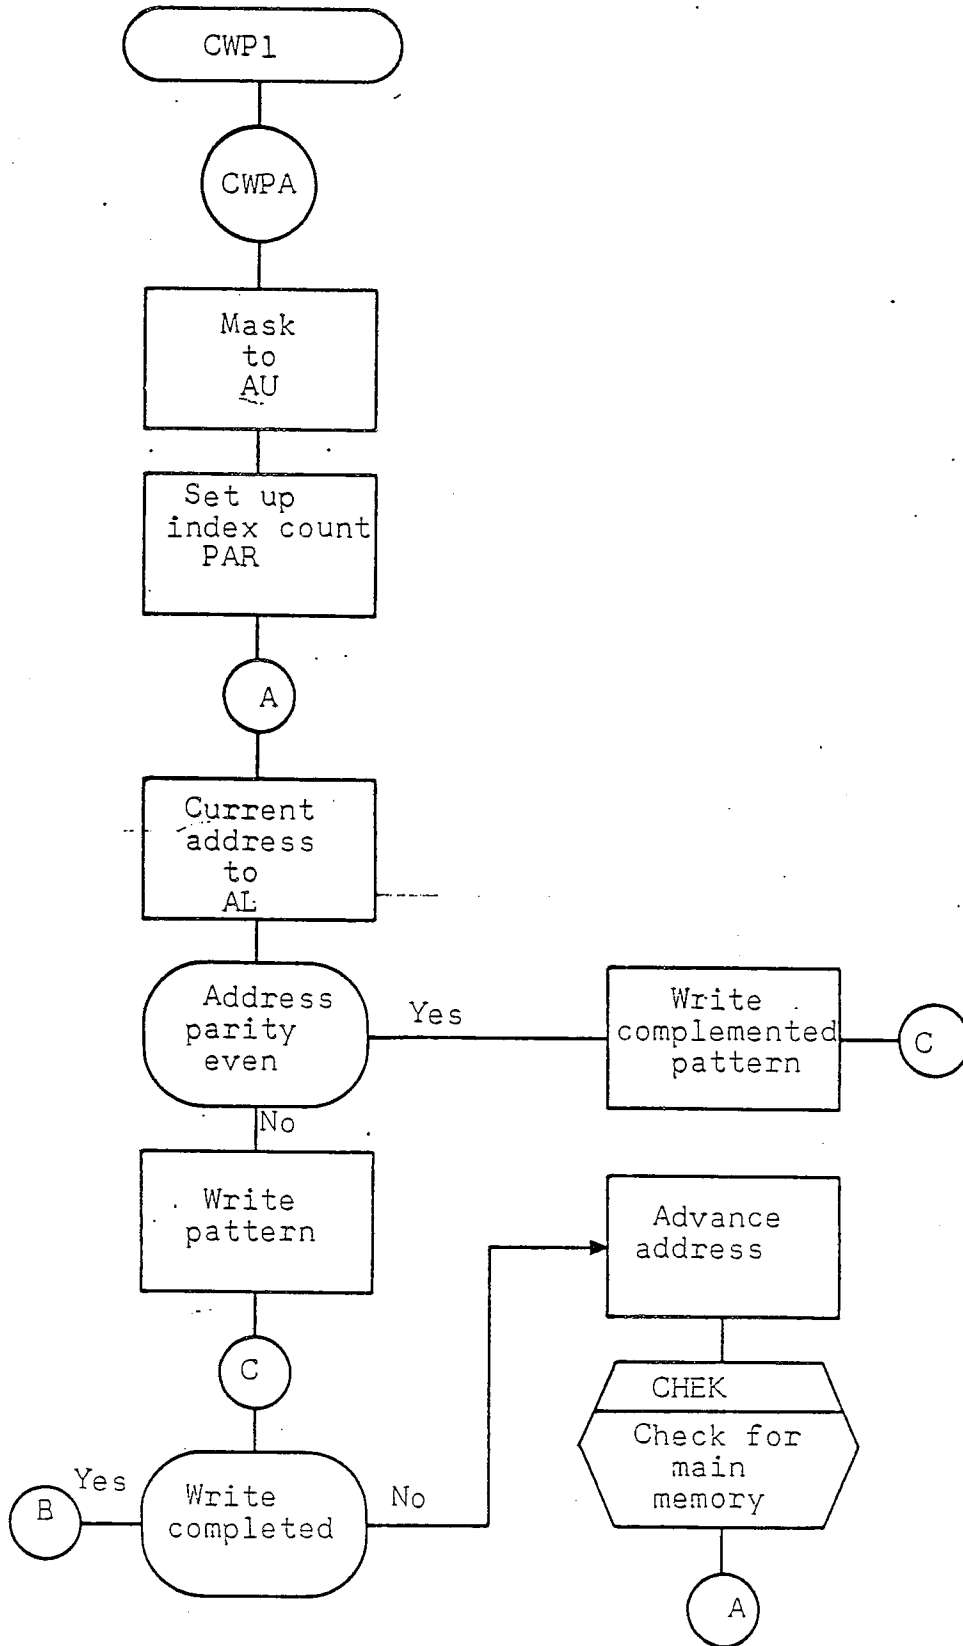 CWP1
CWPA
Mask
to
AU
Set up
index count
PAR
A
Current
address
to
AL
Address
parity
even
Yes
Write
complemented
pattern
C
No
Write
pattern
Advance
address
C
CHEK
Check for
main
memory
Yes
B
Write
completed
No
A